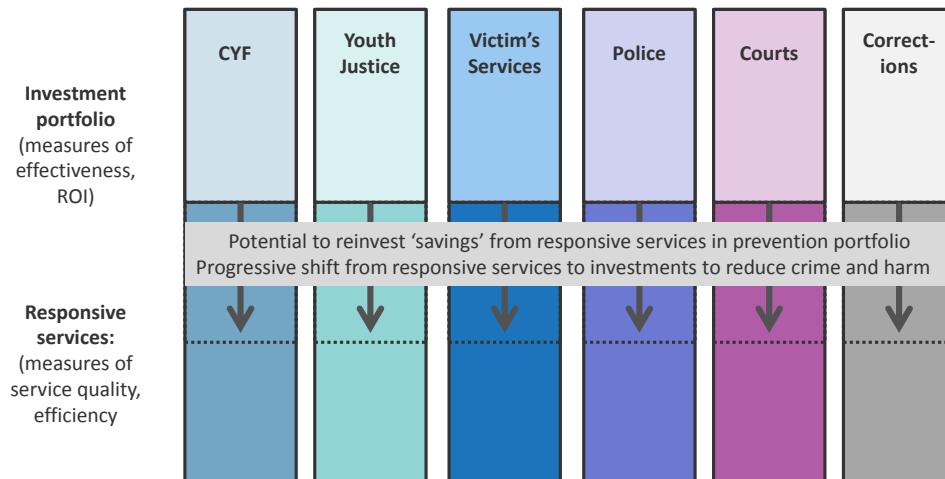 CYF
Youth
Justice
Victim’s
Services
Police
Courts
Correct-
ions
Investment
portfolio
(measures of
effectiveness,
ROI)
Potential to reinvest ‘savings’ from responsive services in prevention portfolio
Progressive shift from responsive services to investments to reduce crime and harm
Responsive
services:
(measures of
service quality,
efficiency